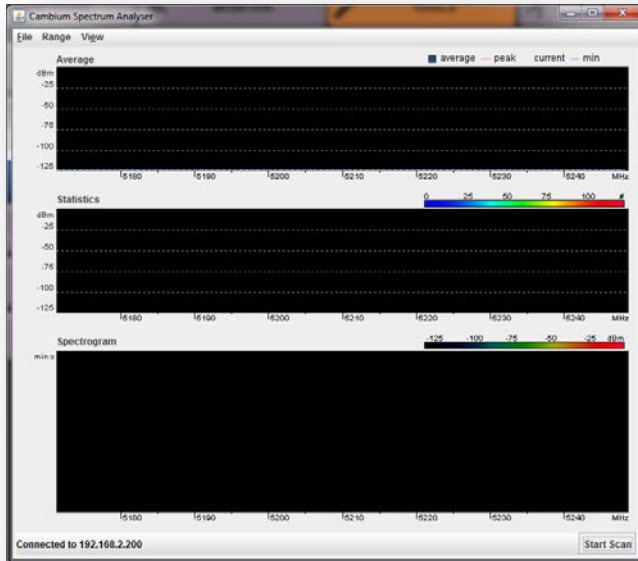 Cambium Spectrum Analyser
File Range View
Average
average peak current min
dBm
-25
-50
-75
-100
-125
5180 5190 5200 5210 5220 5230 5240 MHz
Statistics
0 25 50 75 100 #
dBm
-25
-50
-75
-100
-125
5180 5190 5200 5210 5220 5230 5240 MHz
Spectrogram
-125 -100 -75 -50 -25 dBm
min:s
5180 5190 5200 5210 5220 5230 5240 MHz
Connected to 192.168.2.200
Start Scan